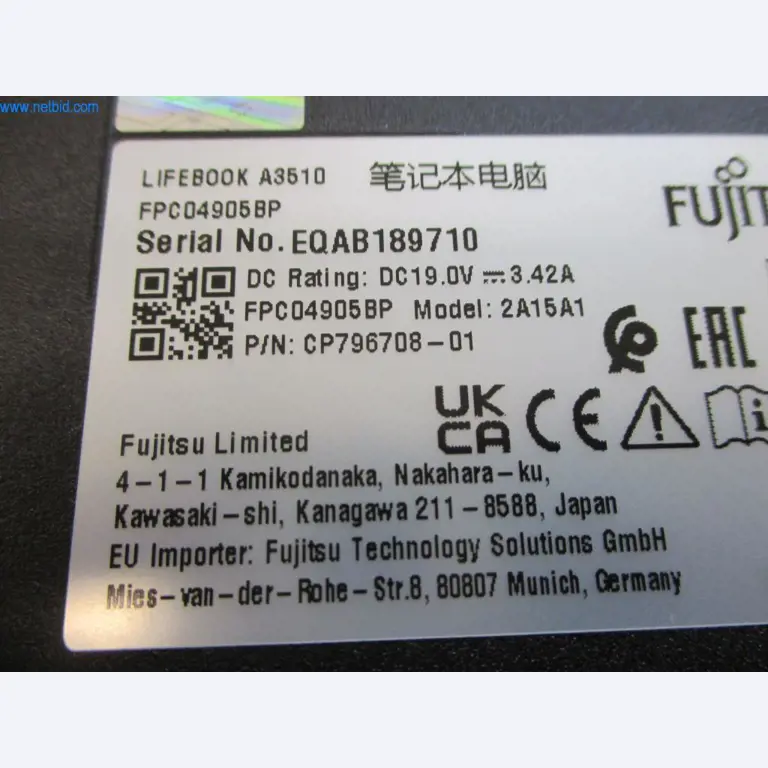 www.netbid.com
LIFEBOOK A3510 笔记本电脑
FUJIT
FPC04905BP
Serial No. EQAB189710
DC Rating: DC19.0V ⎓ 3.42A
FPC04905BP Model: 2A15A1
P/N: CP796708-01
EAC
UK
CA CE
Fujitsu Limited
4-1-1 Kamikodanaka, Nakahara-ku,
Kawasaki-shi, Kanagawa 211-8588, Japan
EU Importer: Fujitsu Technology Solutions GmbH
Mies-van-der-Rohe-Str.8, 80807 Munich, Germany